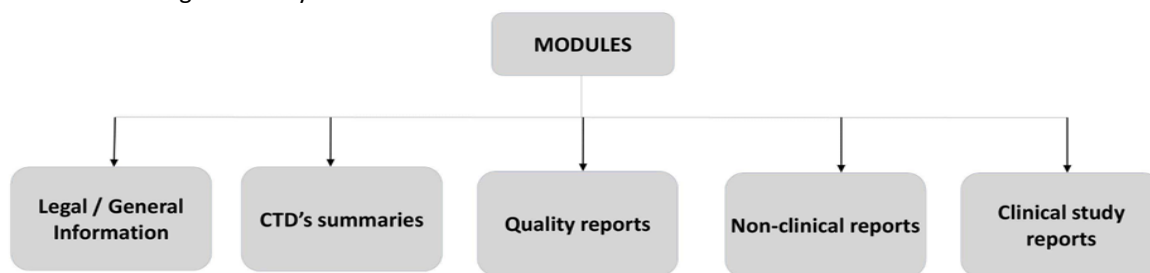 MODULES
Legal / General
Information
CTD's summaries
Quality reports
Non-clinical reports
Clinical study
reports